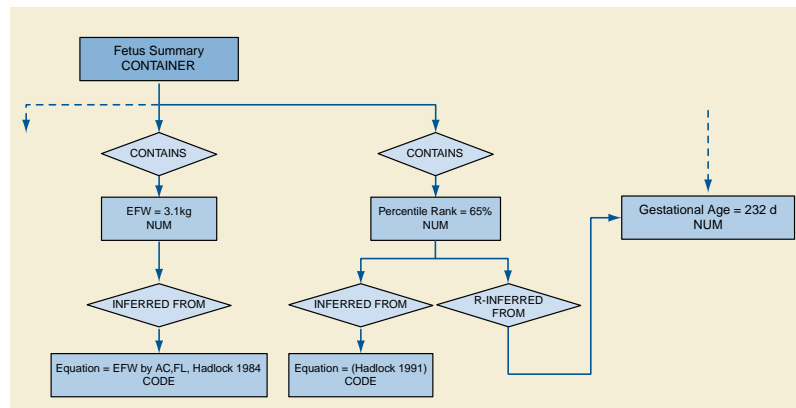 Fetus Summary
CONTAINER
CONTAINS
CONTAINS
EFW = 3.1kg
NUM
Percentile Rank = 65%
NUM
Gestational Age = 232 d
NUM
INFERRED FROM
INFERRED FROM
R-INFERRED
FROM
Equation = EFW by AC,FL, Hadlock 1984
CODE
Equation = (Hadlock 1991)
CODE